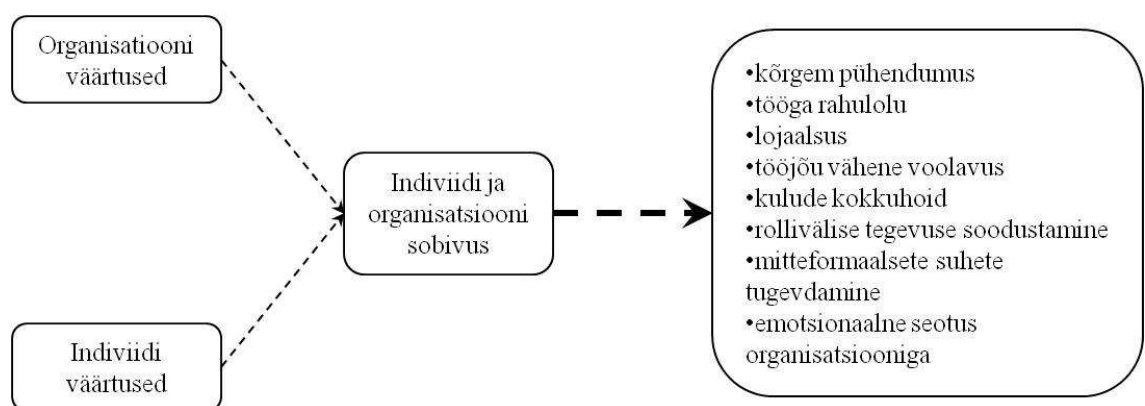 Organisatiooni
väärtused
Indiviidi
väärtused
Indiviidi ja
organisatsiooni
sobivus
•kõrgem pühendumus
•tööga rahulolu
•lojaalsus
•tööjõu vähene voolavus
•kulude kokkuhoid
•rollivälise tegevuse soodustamine
•mitteformaalsete suhete
tugevdamine
•emotsionaalne seotus
organisatsiooniga